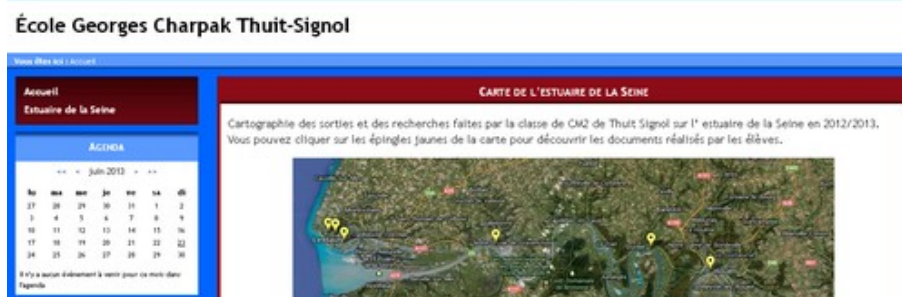 École Georges Charpak Thuit-Signol
Vous êtes ici : Accueil
Accueil
Estuaire de la Seine
CARTE DE L'ESTUAIRE DE LA SEINE
Cartographie des sorties et des recherches faites par la classe de CM2 de Thuit Signol sur l' estuaire de la Seine en 2012/2013.
Vous pouvez cliquer sur les épingles jaunes de la carte pour découvrir les documents réalisés par les élèves.
AGENDA
<< < juin 2013 > >>
lu ma me je ve sa di
27 28 29 30 31 1 2
3 4 5 6 7 8 9
10 11 12 13 14 15 16
17 18 19 20 21 22 23
24 25 26 27 28 29 30
Il n'y a aucun évènement à venir pour ce mois dans
l'agenda